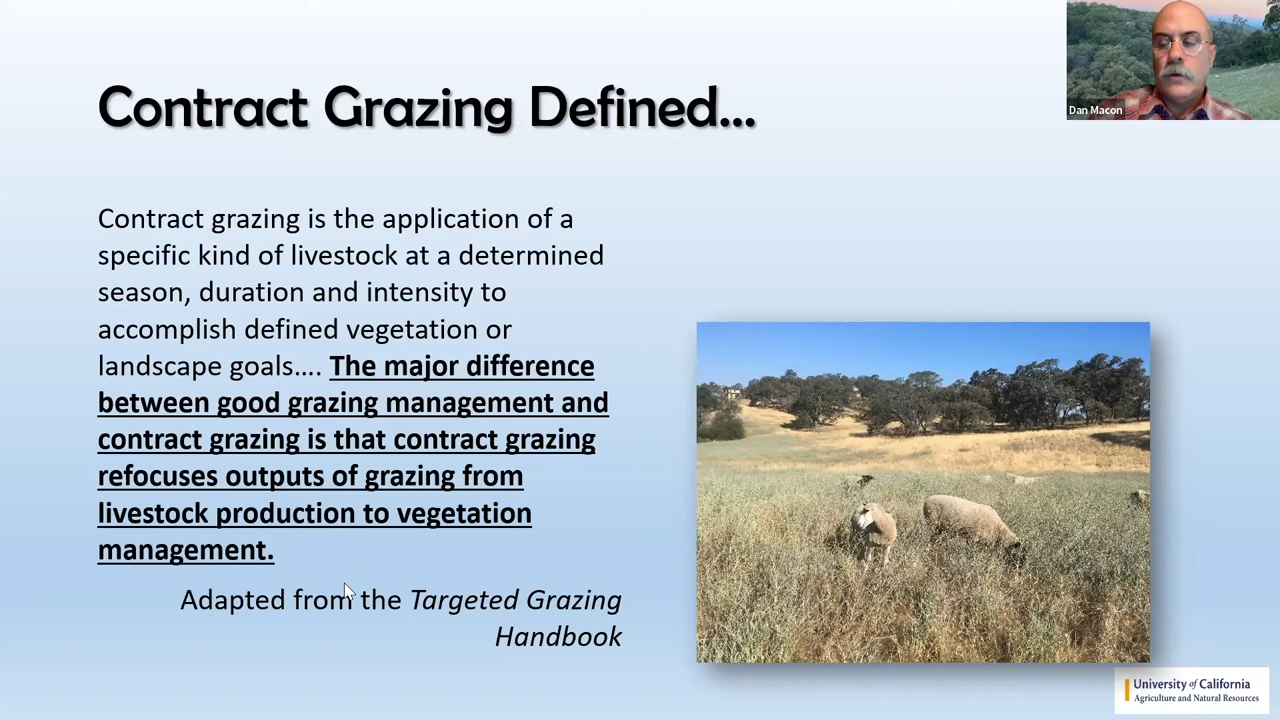 Contract Grazing Defined...
Dan Macon
Contract grazing is the application of a
specific kind of livestock at a determined
season, duration and intensity to
accomplish defined vegetation or
landscape goals.... The major difference
between good grazing management and
contract grazing is that contract grazing
refocuses outputs of grazing from
livestock production to vegetation
management.
Adapted from the Targeted Grazing
Handbook
University of California
Agriculture and Natural Resources